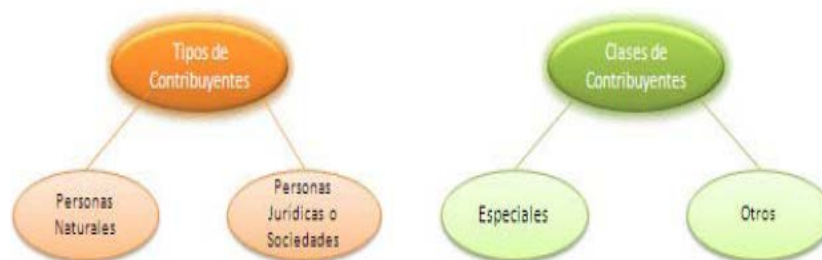 Tipos de
Contribuyentes
Personas
Naturales
Personas
Jurídicas o
Sociedades
Clases de
Contribuyentes
Especiales
Otros